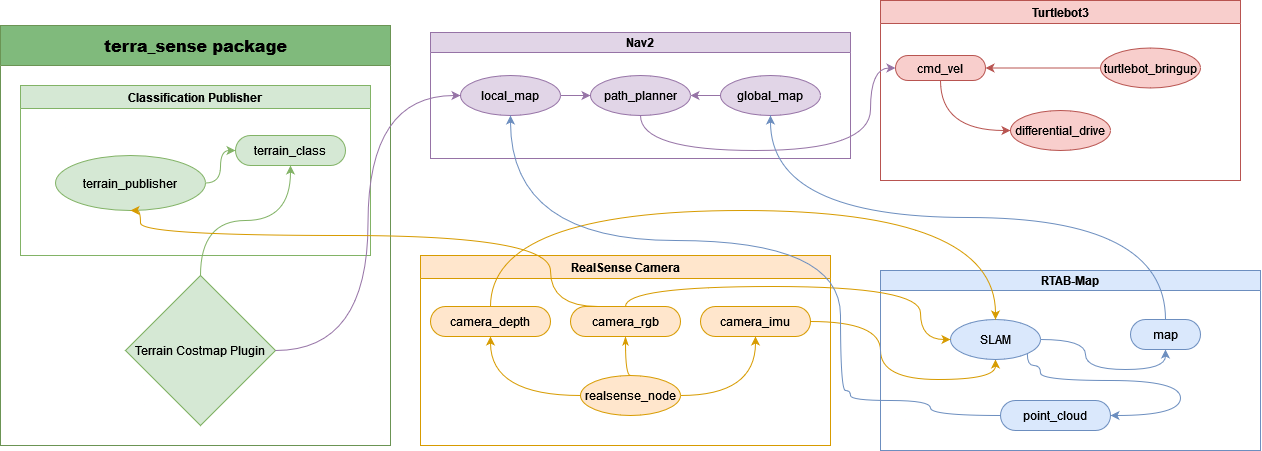 terra_sense package
Classification Publisher
terrain_class
terrain_publisher
Terrain Costmap Plugin
Nav2
local_map
path_planner
global_map
Turtlebot3
cmd_vel
turtlebot_bringup
differential_drive
RealSense Camera
camera_depth
camera_rgb
camera_imu
realsense_node
RTAB-Map
SLAM
map
point_cloud